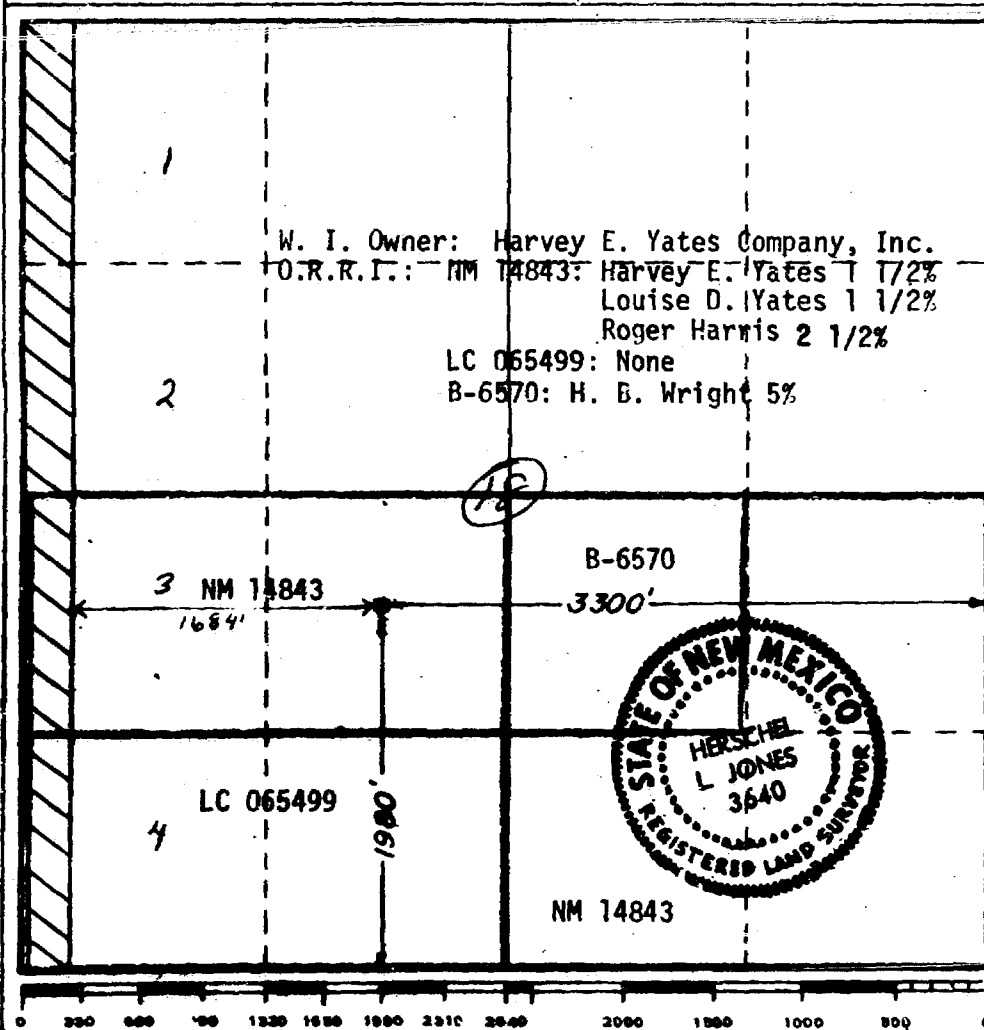 1
W. I. Owner: Harvey E. Yates Company, Inc.
O.R.R.I.: NM 14843: Harvey E. Yates 1 1/2%
Louise D. Yates 1 1/2%
Roger Harris 2 1/2%
LC 065499: None
B-6570: H. B. Wright 5%
2
18
B-6570
3 NM 14843
1684'
3300'
STATE OF NEW MEXICO
HERSCHEL
L JONES
3640
REGISTERED LAND SURVEYOR
LC 065499
4
1980'
NM 14843
0 330 1320 1650 1980 2310 2640 2000 1500 1000 500